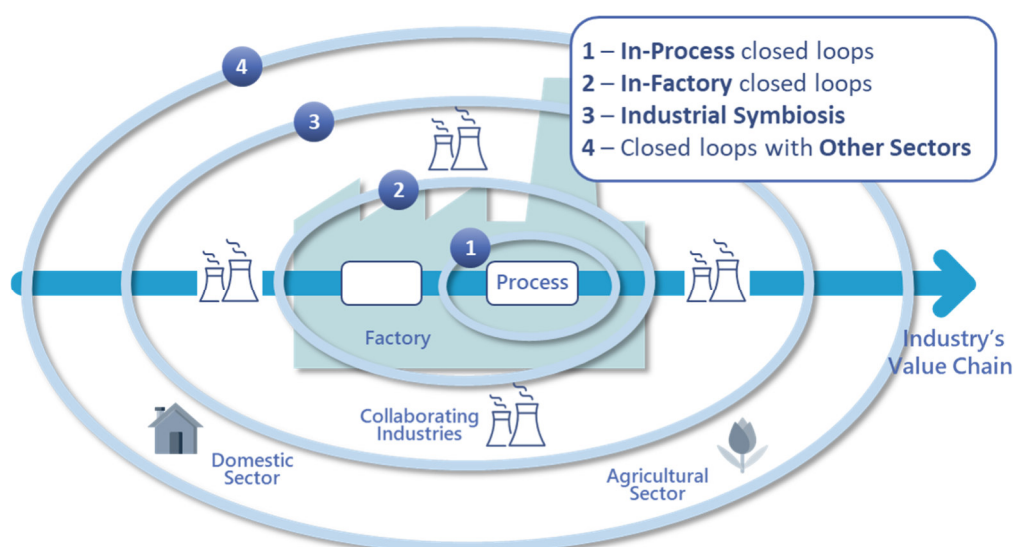 4
1 – In-Process closed loops
2 – In-Factory closed loops
3 – Industrial Symbiosis
4 – Closed loops with Other Sectors
3
2
1
Process
Factory
Industry's
Value Chain
Collaborating
Industries
Domestic
Sector
Agricultural
Sector